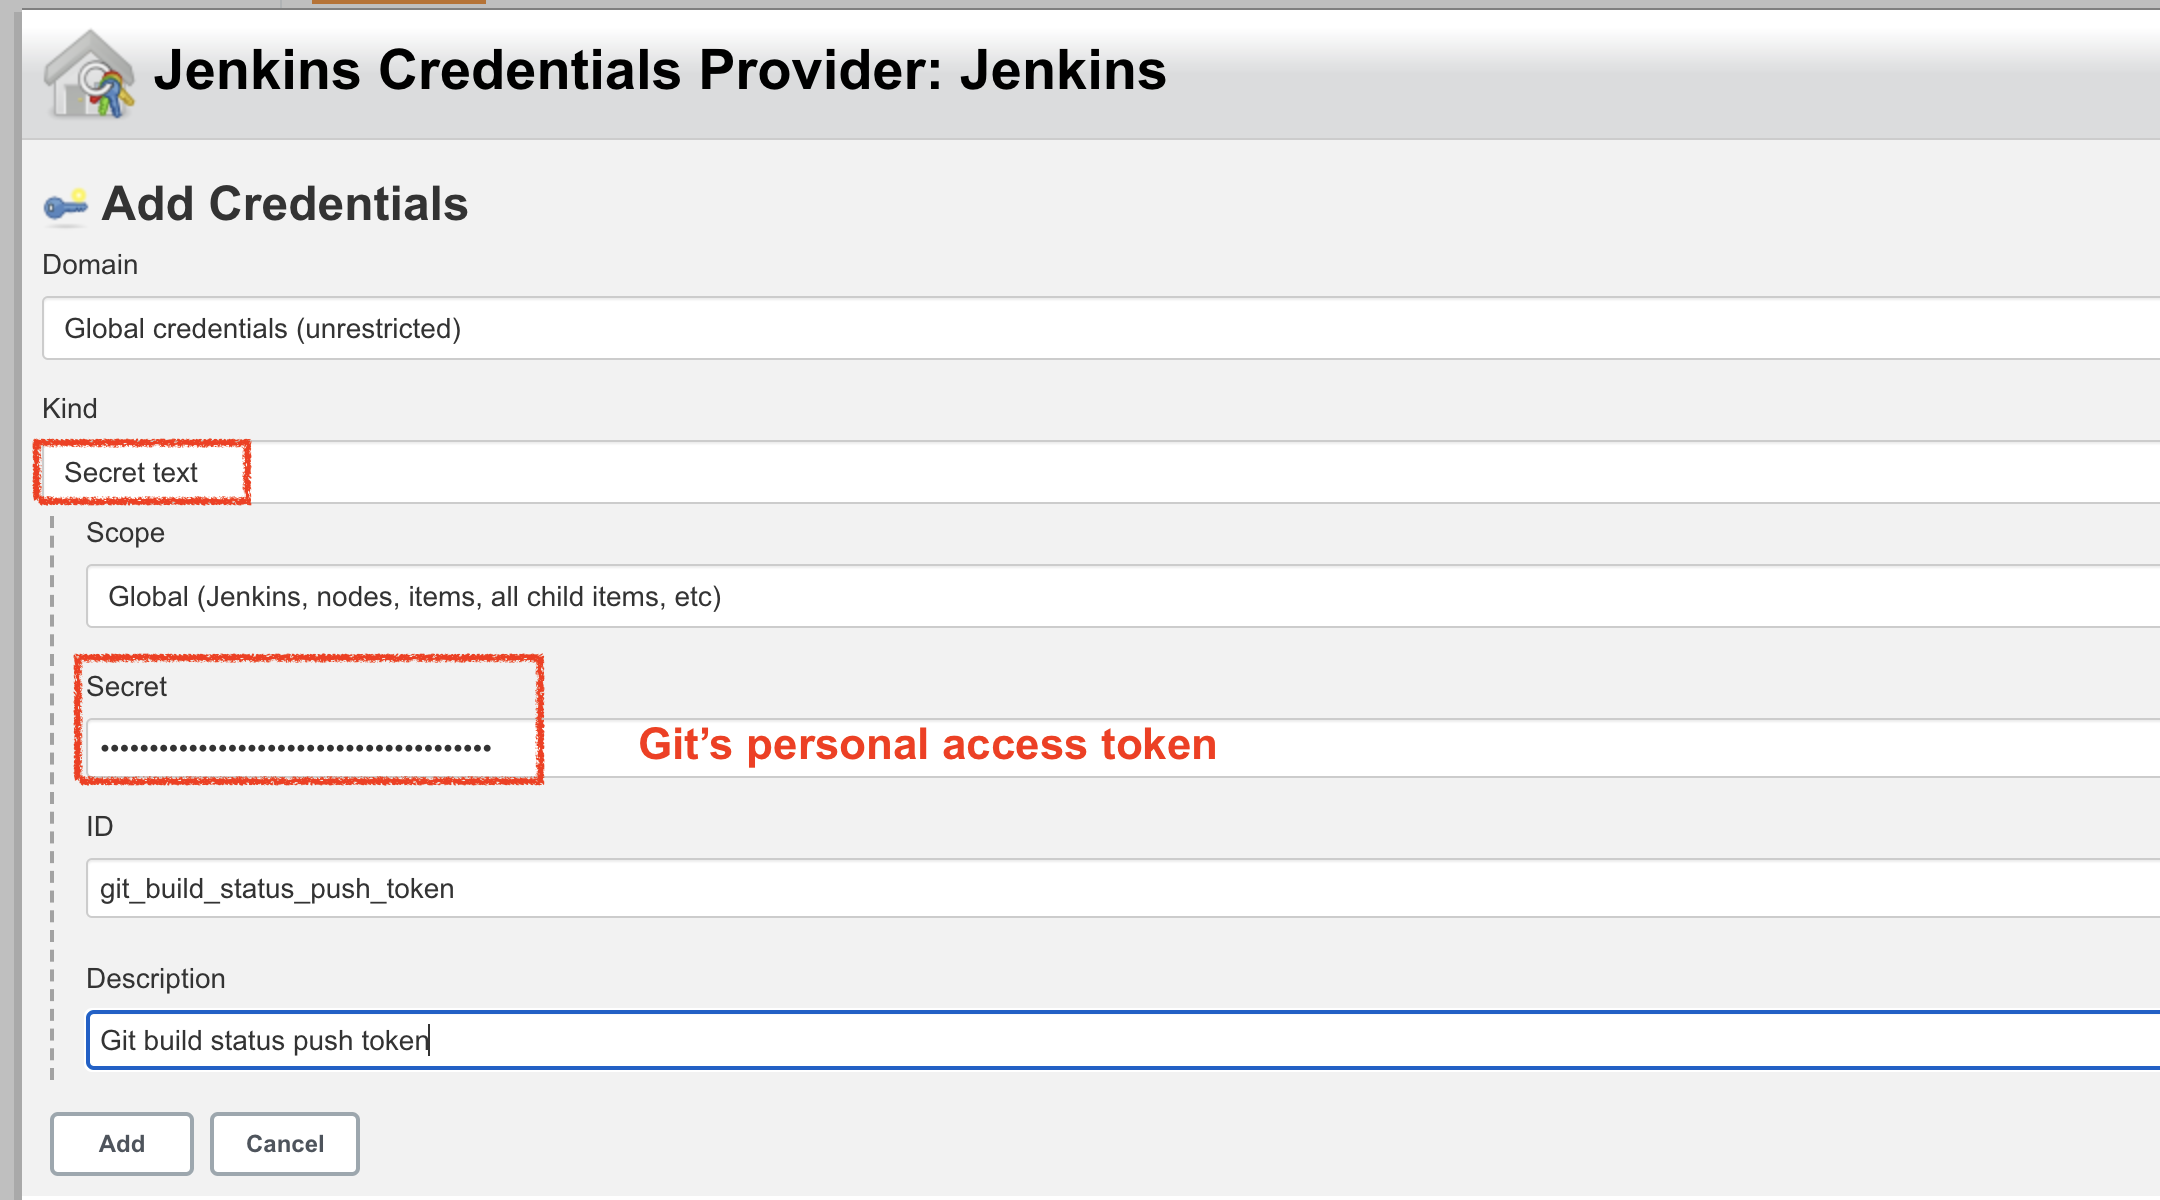 Jenkins Credentials Provider: Jenkins
Add Credentials
Domain
Global credentials (unrestricted)
Kind
Secret text
Scope
Global (Jenkins, nodes, items, all child items, etc)
Secret
••••••••••••••••••••••••••••••••••••••••
Git’s personal access token
ID
git_build_status_push_token
Description
Git build status push token
Add
Cancel